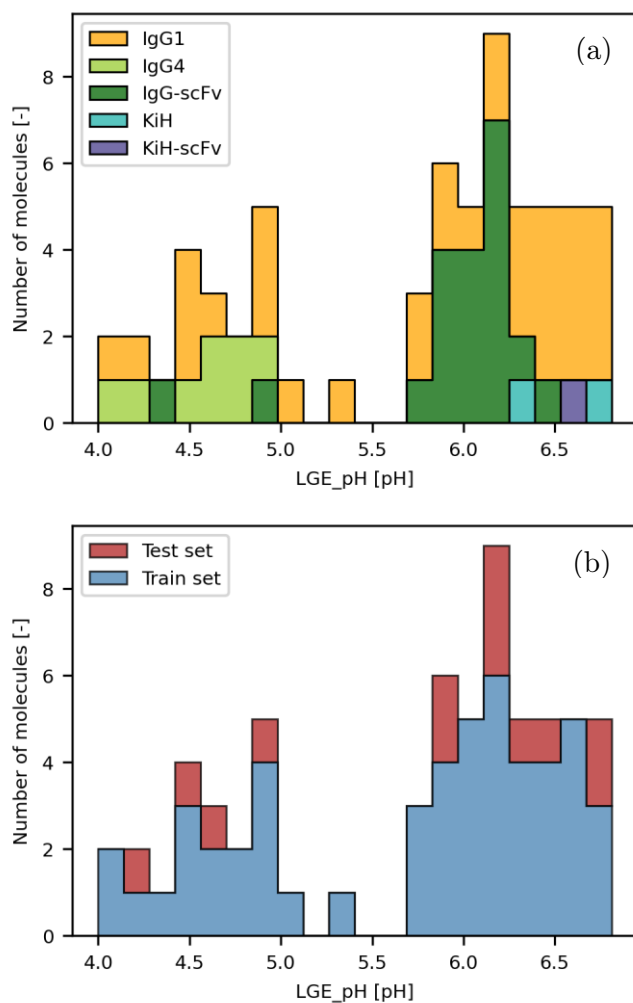 (a)
IgG1
IgG4
IgG-scFv
KiH
KiH-scFv
Number of molecules [-]
8
6
4
2
0
4.0 4.5 5.0 5.5 6.0 6.5
LGE_pH [pH]
(b)
Test set
Train set
Number of molecules [-]
8
6
4
2
0
4.0 4.5 5.0 5.5 6.0 6.5
LGE_pH [pH]